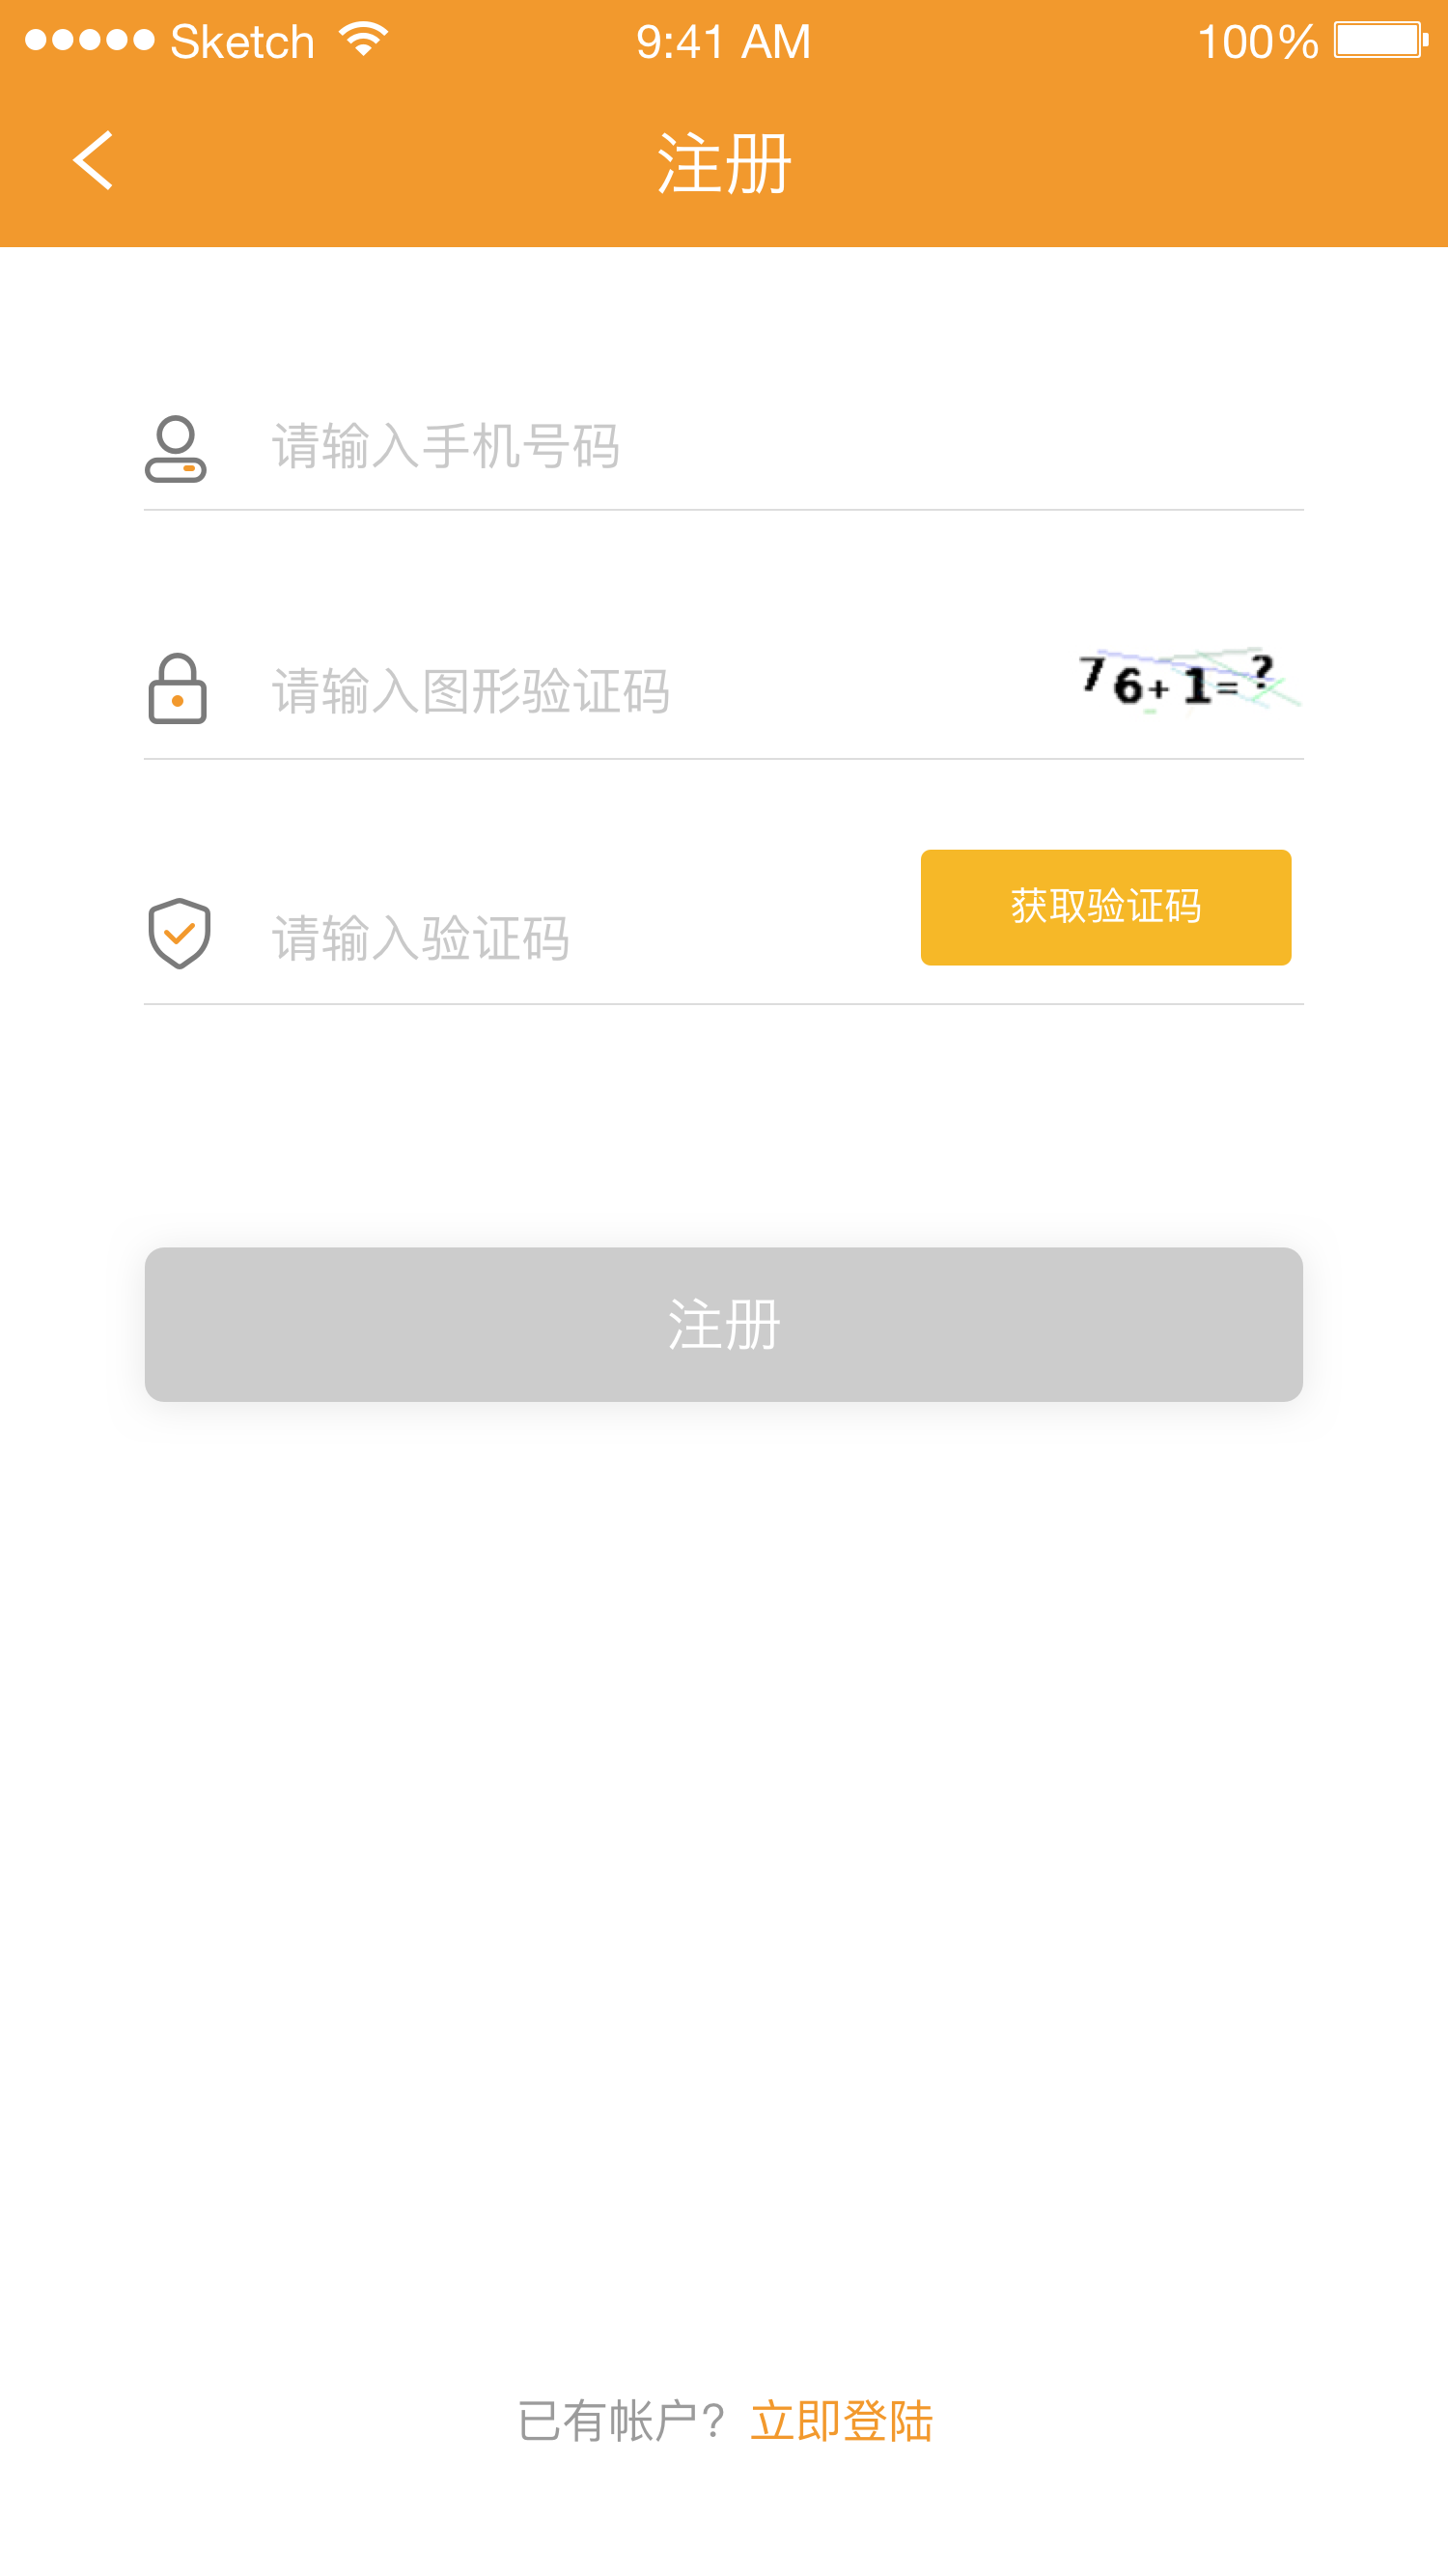 Sketch 9:41 AM 100%
注册
请输入手机号码
请输入图形验证码 76+1=?
请输入验证码 获取验证码
注册
已有帐户? 立即登陆